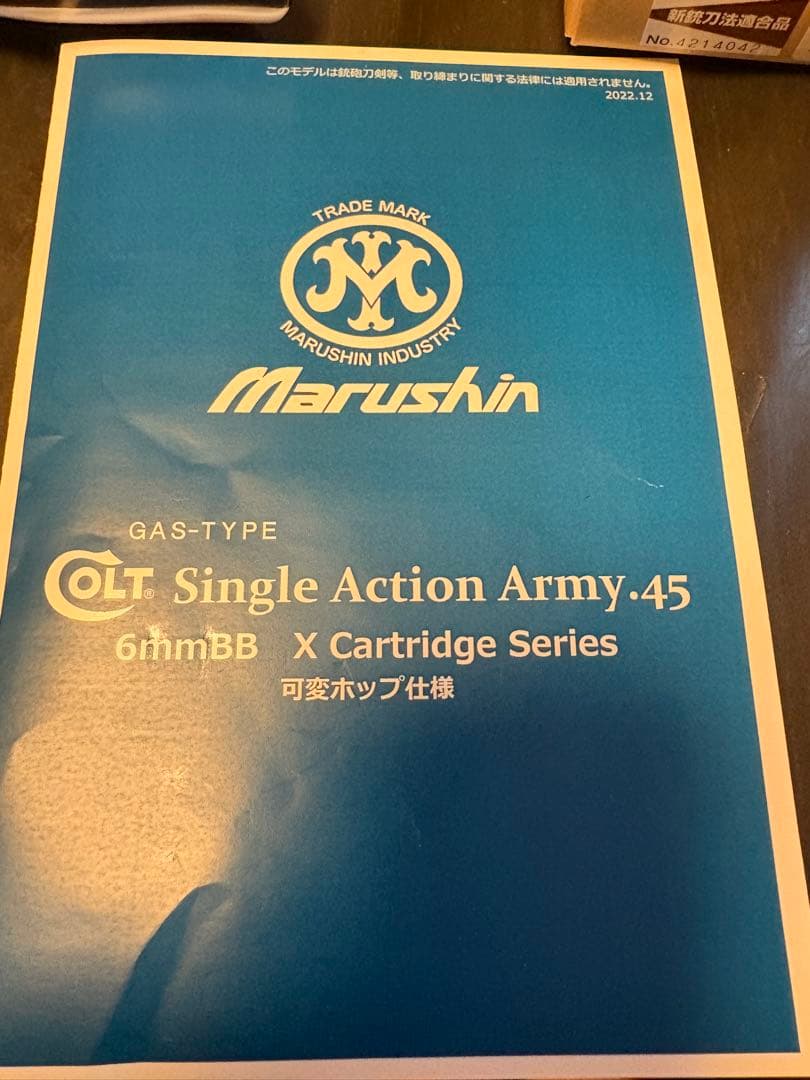 新銃刀法適合品
No.4214042
このモデルは銃砲刀剣等、取り締まりに関する法律には適用されません。
2022.12
TRADE MARK
M
MARUSHIN INDUSTRY
Marushin
GAS-TYPE
COLT® Single Action Army.45
6mmBB X Cartridge Series
可変ホップ仕様